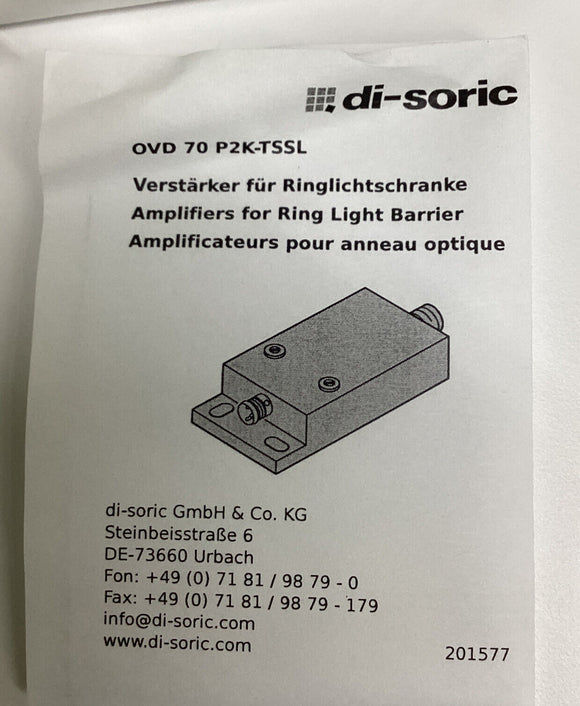 di-soric
OVD 70 P2K-TSSL
Verstärker für Ringlichtschranke
Amplifiers for Ring Light Barrier
Amplificateurs pour anneau optique
di-soric GmbH & Co. KG
Steinbeisstraße 6
DE-73660 Urbach
Fon: +49 (0) 71 81 / 98 79 - 0
Fax: +49 (0) 71 81 / 98 79 - 179
info@di-soric.com
www.di-soric.com
201577